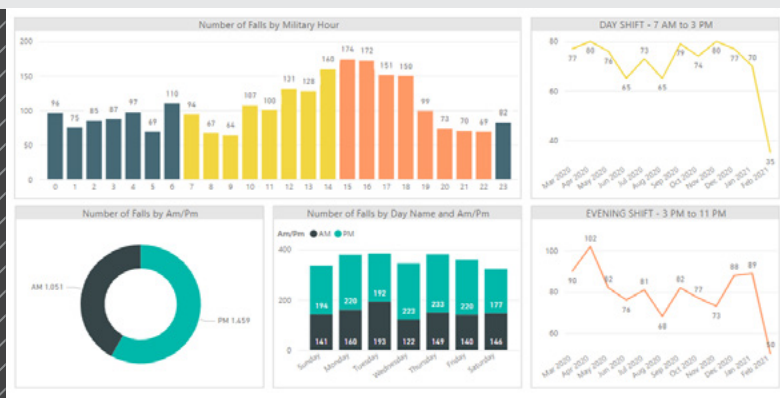 Number of Falls by Military Hour
200
150
100
50
0
96
75
85
87
97
69
110
94
67
64
107
100
131
128
160
174
172
151
150
99
73
70
69
82
0 1 2 3 4 5 6 7 8 9 10 11 12 13 14 15 16 17 18 19 20 21 22 23
DAY SHIFT - 7 AM to 3 PM
80
60
40
77
80
76
65
73
65
79
74
80
77
70
35
Mar 2020
Apr 2020
May 2020
Jun 2020
Jul 2020
Aug 2020
Sep 2020
Oct 2020
Nov 2020
Dec 2020
Jan 2021
Feb 2021
Number of Falls by Am/Pm
AM 1.051
PM 1.659
Number of Falls by Day Name and Am/Pm
Am/Pm AM PM
400
200
0
194
220
192
223
233
220
177
141
160
193
122
149
140
146
Sunday
Monday
Tuesday
Wednesday
Thursday
Friday
Saturday
EVENING SHIFT - 3 PM to 11 PM
100
80
60
90
102
82
76
81
68
82
77
73
88
89
50
Mar 2020
Apr 2020
May 2020
Jun 2020
Jul 2020
Aug 2020
Sep 2020
Oct 2020
Nov 2020
Dec 2020
Jan 2021
Feb 2021